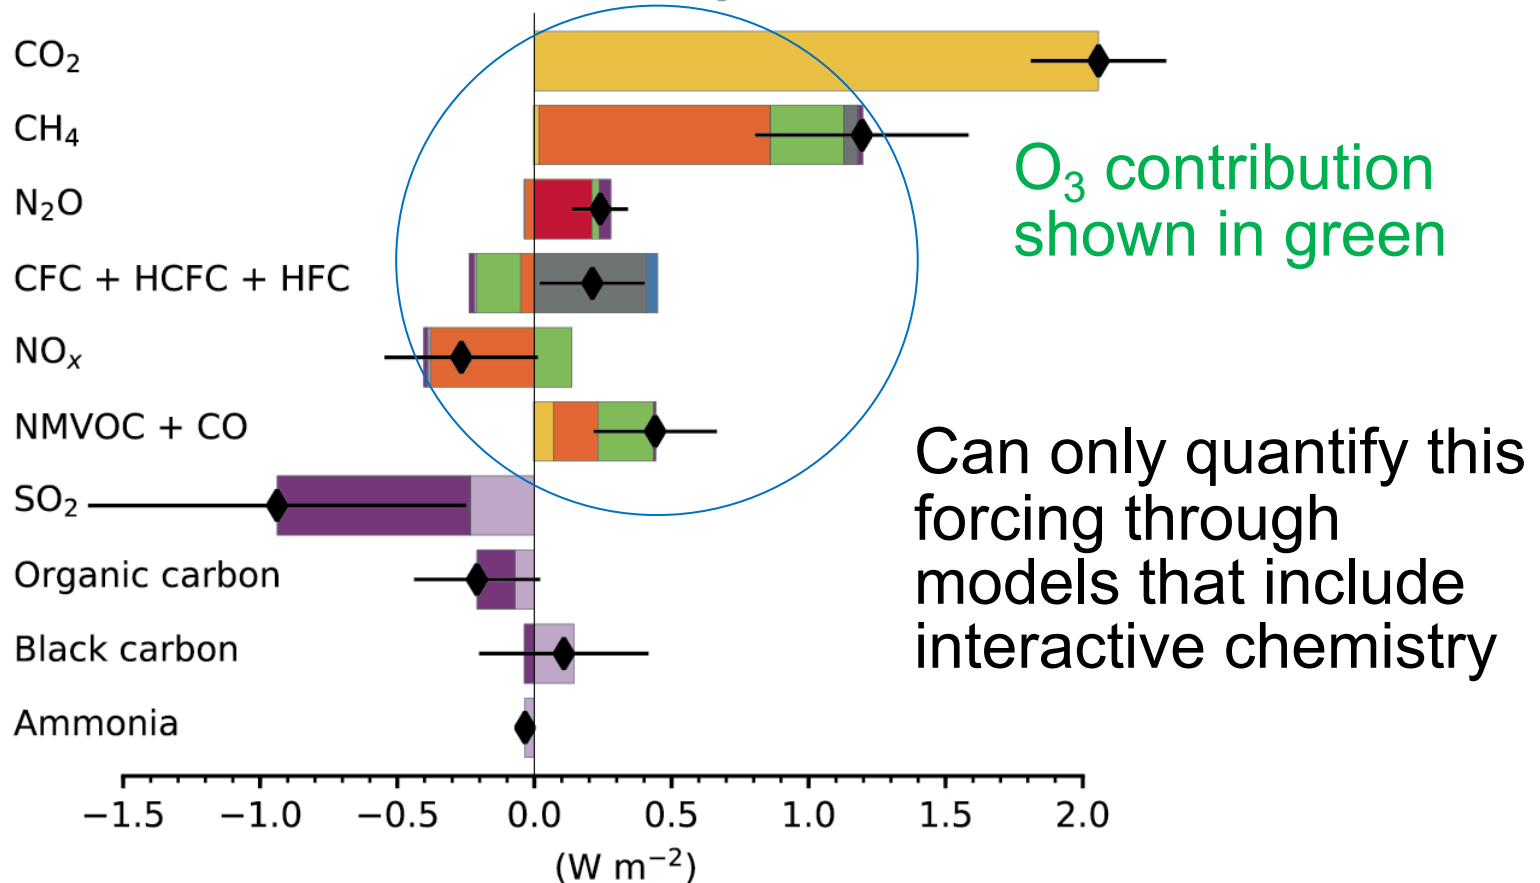 CO₂
CH₄
N₂O
CFC + HCFC + HFC
NOₓ
NMVOC + CO
SO₂
Organic carbon
Black carbon
Ammonia
−1.5 −1.0 −0.5 0.0 0.5 1.0 1.5 2.0
(W m⁻²)
O₃ contribution
shown in green
Can only quantify this
forcing through
models that include
interactive chemistry